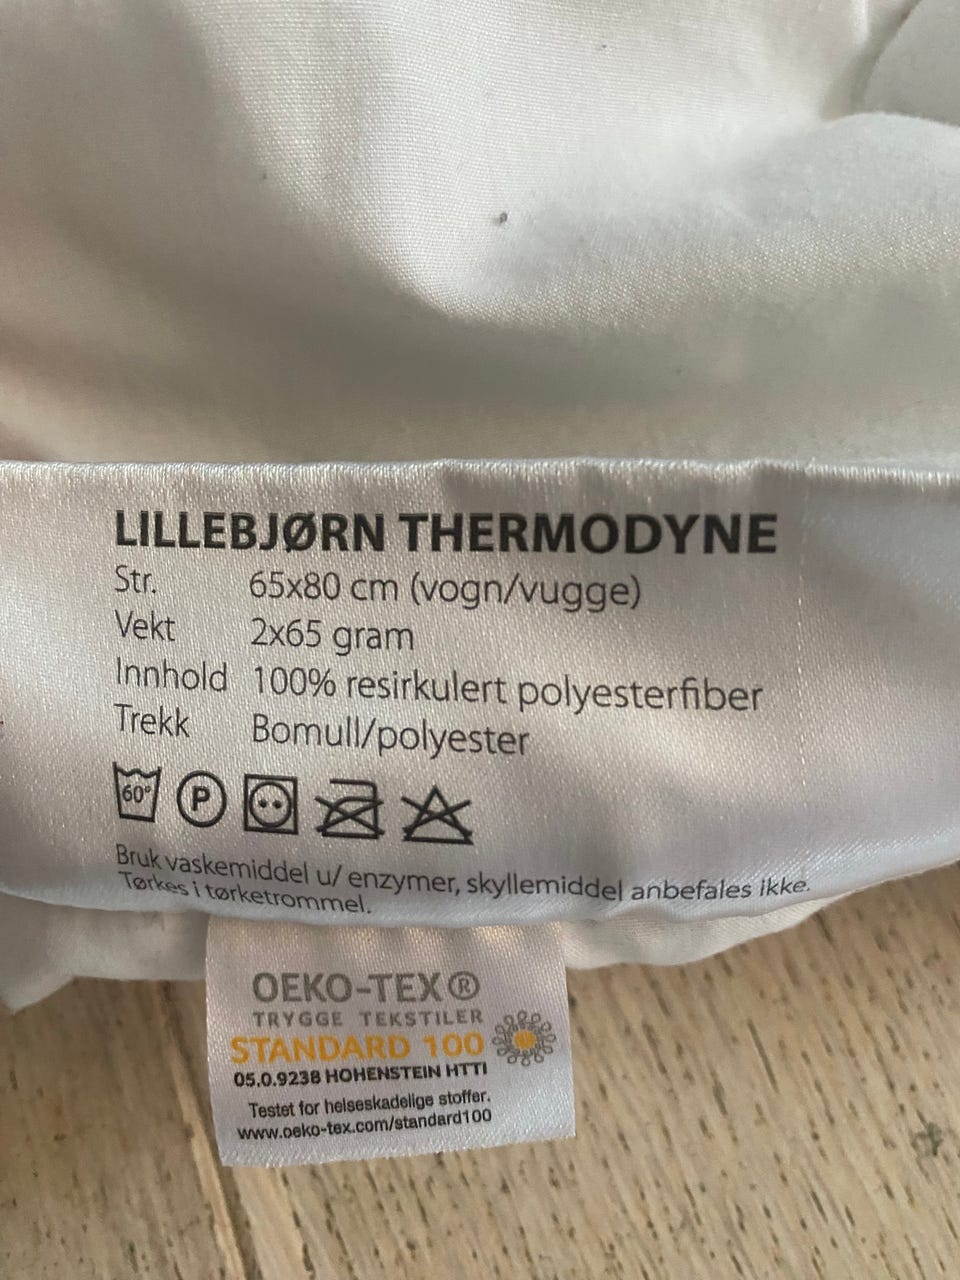 LILLEBJØRN THERMODYNE
Str. 65x80 cm (vogn/vugge)
Vekt 2x65 gram
Innhold 100% resirkulert polyesterfiber
Trekk Bomull/polyester
60° P
Bruk vaskemiddel u/ enzymer, skyllemiddel anbefales ikke.
Tørkes i tørketrommel.
OEKO-TEX®
TRYGGE TEKSTILER
STANDARD 100
05.0.9238 HOHENSTEIN HTTI
Testet for helseskadelige stoffer.
www.oeko-tex.com/standard100